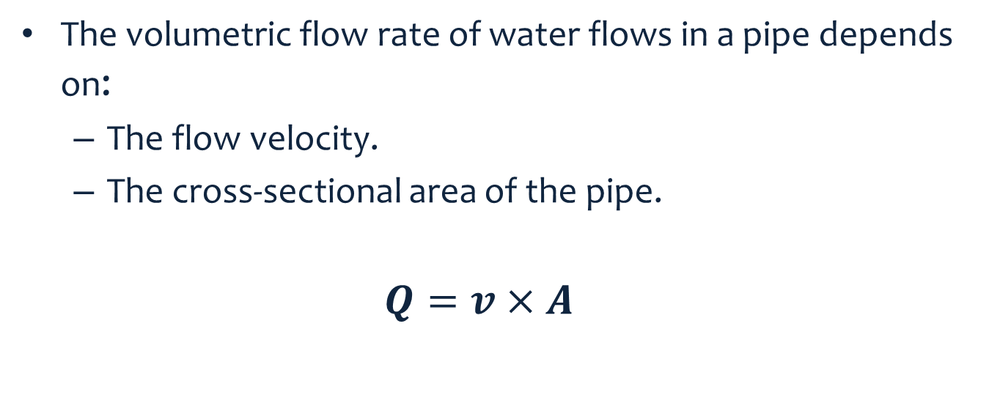 • The volumetric flow rate of water flows in a pipe depends
on:
– The flow velocity.
– The cross-sectional area of the pipe.
Q = v × A